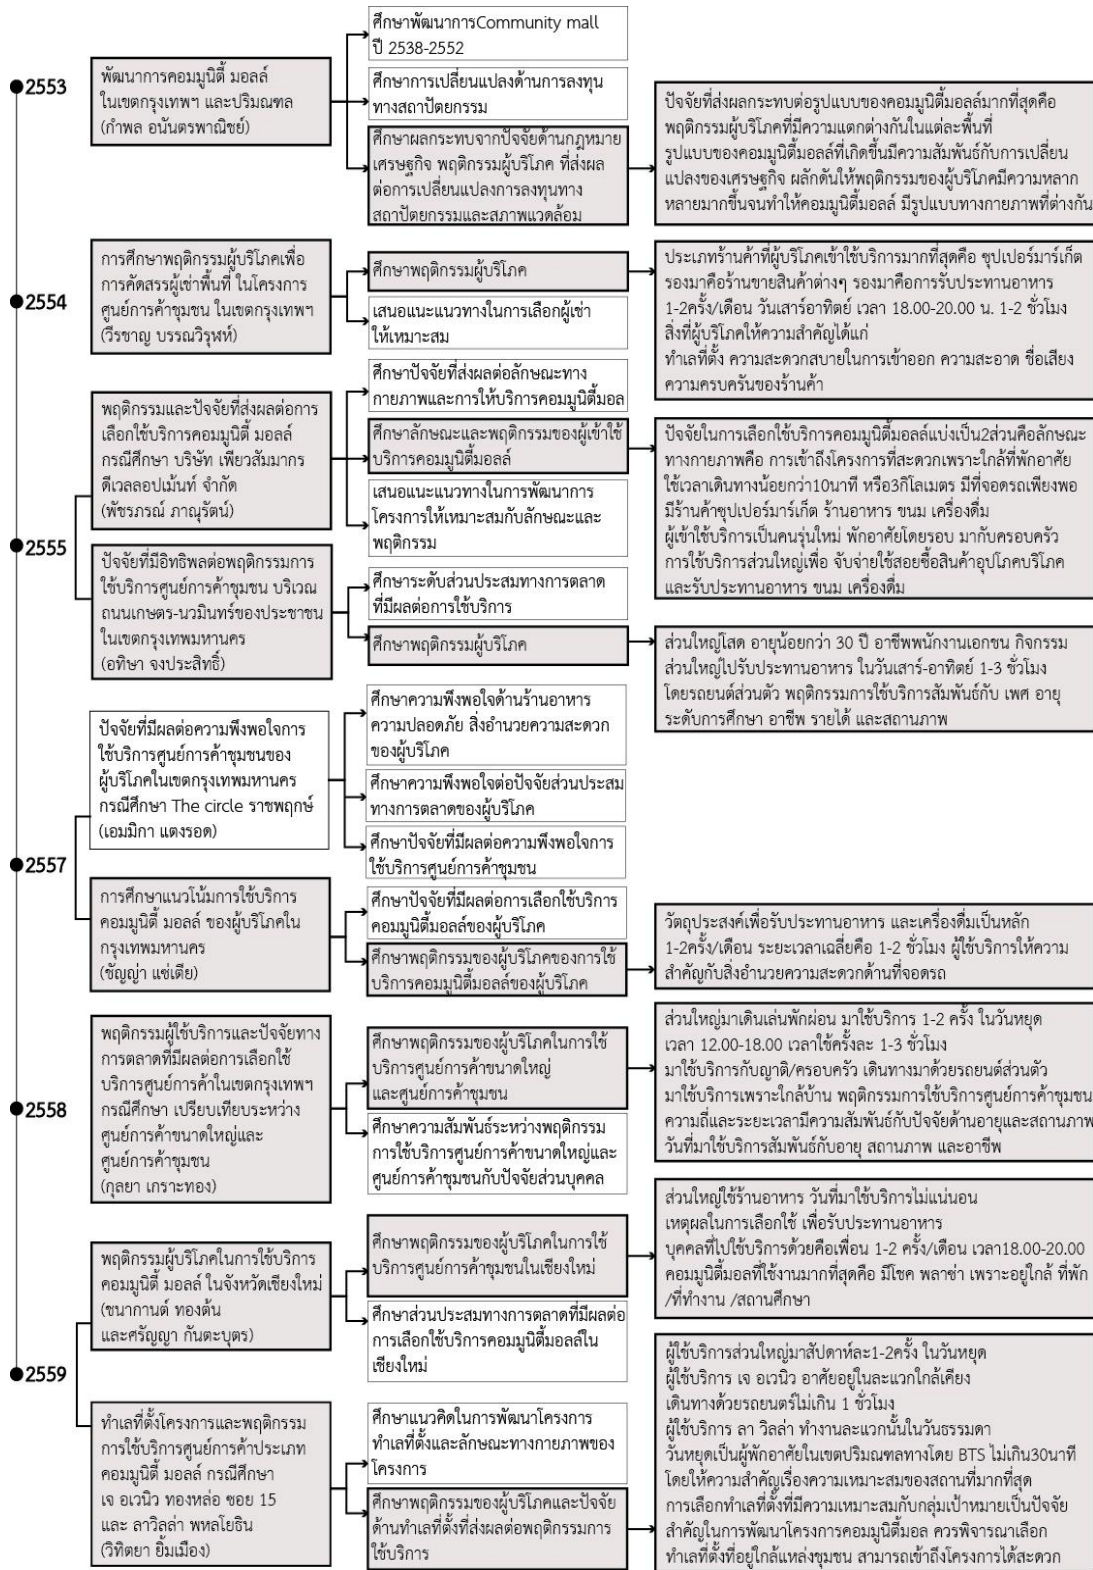 2553
พัฒนาการคอมมูนิตี้ มอลล์
ในเขตกรุงเทพฯ และปริมณฑล
(กำพล อนันตรพาณิชย์)
ศึกษาพัฒนาการCommunity mall
ปี 2538-2552
ศึกษาการเปลี่ยนแปลงด้านการลงทุน
ทางสถาปัตยกรรม
ศึกษาผลกระทบจากปัจจัยด้านกฎหมาย
เศรษฐกิจ พฤติกรรมผู้บริโภค ที่ส่งผล
ต่อการเปลี่ยนแปลงการลงทุนทาง
สถาปัตยกรรมและสภาพแวดล้อม
ปัจจัยที่ส่งผลกระทบต่อรูปแบบของคอมมูนิตี้มอลล์มากที่สุดคือ
พฤติกรรมผู้บริโภคที่มีความแตกต่างกันในแต่ละพื้นที่
รูปแบบของคอมมูนิตี้มอลล์ที่เกิดขึ้นมีความสัมพันธ์กับการเปลี่ยน
แปลงของเศรษฐกิจ ผลักดันให้พฤติกรรมของผู้บริโภคมีความหลาก
หลายมากขึ้นจนทำให้คอมมูนิตี้มอลล์ มีรูปแบบทางกายภาพที่ต่างกัน
2554
การศึกษาพฤติกรรมผู้บริโภคเพื่อ
การคัดสรรผู้เช่าพื้นที่ ในโครงการ
ศูนย์การค้าชุมชน ในเขตกรุงเทพฯ
(วีรชาญ บรรณวิรุฬห์)
ศึกษาพฤติกรรมผู้บริโภค
เสนอแนะแนวทางในการเลือกผู้เช่า
ให้เหมาะสม
ประเภทร้านค้าที่ผู้บริโภคเข้าใช้บริการมากที่สุดคือ ซุปเปอร์มาร์เก็ต
รองมาคือร้านขายสินค้าต่างๆ รองมาคือการรับประทานอาหาร
1-2ครั้ง/เดือน วันเสาร์อาทิตย์ เวลา 18.00-20.00 น. 1-2 ชั่วโมง
สิ่งที่ผู้บริโภคให้ความสำคัญได้แก่
ทำเลที่ตั้ง ความสะดวกสบายในการเข้าออก ความสะอาด ชื่อเสียง
ความครบครันของร้านค้า
2555
พฤติกรรมและปัจจัยที่ส่งผลต่อการ
เลือกใช้บริการคอมมูนิตี้ มอลล์
กรณีศึกษา บริษัท เพียวสัมมากร
ดีเวลลอปเม้นท์ จำกัด
(พัชรภรณ์ ภาณุรัตน์)
ศึกษาปัจจัยที่ส่งผลต่อลักษณะทาง
กายภาพและการให้บริการคอมมูนิตี้มอล
ศึกษาลักษณะและพฤติกรรมของผู้เข้าใช้
บริการคอมมูนิตี้มอลล์
เสนอแนะแนวทางในการพัฒนาการ
โครงการให้เหมาะสมกับลักษณะและ
พฤติกรรม
ปัจจัยในการเลือกใช้บริการคอมมูนิตี้มอลล์แบ่งเป็น2ส่วนคือลักษณะ
ทางกายภาพคือ การเข้าถึงโครงการที่สะดวกเพราะใกล้ที่พักอาศัย
ใช้เวลาเดินทางน้อยกว่า10นาที หรือ3กิโลเมตร มีที่จอดรถเพียงพอ
มีร้านค้าซุปเปอร์มาร์เก็ต ร้านอาหาร ขนม เครื่องดื่ม
ผู้เข้าใช้บริการเป็นคนรุ่นใหม่ พักอาศัยโดยรอบ มากับครอบครัว
การใช้บริการส่วนใหญ่เพื่อ จับจ่ายใช้สอยซื้อสินค้าอุปโภคบริโภค
และรับประทานอาหาร ขนม เครื่องดื่ม
ปัจจัยที่มีอิทธิพลต่อพฤติกรรมการ
ใช้บริการศูนย์การค้าชุมชน บริเวณ
ถนนเกษตร-นวมินทร์ของประชาชน
ในเขตกรุงเทพมหานคร
(อทิษา จงประสิทธิ์)
ศึกษาระดับส่วนประสมทางการตลาด
ที่มีผลต่อการใช้บริการ
ศึกษาพฤติกรรมผู้บริโภค
ส่วนใหญ่โสด อายุน้อยกว่า 30 ปี อาชีพพนักงานเอกชน กิจกรรม
ส่วนใหญ่ไปรับประทานอาหาร ในวันเสาร์-อาทิตย์ 1-3 ชั่วโมง
โดยรถยนต์ส่วนตัว พฤติกรรมการใช้บริการสัมพันธ์กับ เพศ อายุ
ระดับการศึกษา อาชีพ รายได้ และสถานภาพ
2557
ปัจจัยที่มีผลต่อความพึงพอใจการ
ใช้บริการศูนย์การค้าชุมชนของ
ผู้บริโภคในเขตกรุงเทพมหานคร
กรณีศึกษา The circle ราชพฤกษ์
(เอมมิกา แตงรอด)
ศึกษาความพึงพอใจด้านร้านอาหาร
ความปลอดภัย สิ่งอำนวยความสะดวก
ของผู้บริโภค
ศึกษาความพึงพอใจต่อปัจจัยส่วนประสม
ทางการตลาดของผู้บริโภค
ศึกษาปัจจัยที่มีผลต่อความพึงพอใจการ
ใช้บริการศูนย์การค้าชุมชน
การศึกษาแนวโน้มการใช้บริการ
คอมมูนิตี้ มอลล์ ของผู้บริโภคใน
กรุงเทพมหานคร
(ชัญญ่า แซ่เตีย)
ศึกษาปัจจัยที่มีผลต่อการเลือกใช้บริการ
คอมมูนิตี้มอลล์ของผู้บริโภค
ศึกษาพฤติกรรมของผู้บริโภคของการใช้
บริการคอมมูนิตี้มอลล์ของผู้บริโภค
วัตถุประสงค์เพื่อรับประทานอาหาร และเครื่องดื่มเป็นหลัก
1-2ครั้ง/เดือน ระยะเวลาเฉลี่ยคือ 1-2 ชั่วโมง ผู้ใช้บริการให้ความ
สำคัญกับสิ่งอำนวยความสะดวกด้านที่จอดรถ
2558
พฤติกรรมผู้ใช้บริการและปัจจัยทาง
การตลาดที่มีผลต่อการเลือกใช้
บริการศูนย์การค้าในเขตกรุงเทพฯ
กรณีศึกษา เปรียบเทียบระหว่าง
ศูนย์การค้าขนาดใหญ่และ
ศูนย์การค้าชุมชน
(กุลยา เกราะทอง)
ศึกษาพฤติกรรมของผู้บริโภคในการใช้
บริการศูนย์การค้าขนาดใหญ่
และศูนย์การค้าชุมชน
ศึกษาความสัมพันธ์ระหว่างพฤติกรรม
การใช้บริการศูนย์การค้าขนาดใหญ่และ
ศูนย์การค้าชุมชนกับปัจจัยส่วนบุคคล
ส่วนใหญ่มาเดินเล่นพักผ่อน มาใช้บริการ 1-2 ครั้ง ในวันหยุด
เวลา 12.00-18.00 เวลาใช้ครั้งละ 1-3 ชั่วโมง
มาใช้บริการกับญาติ/ครอบครัว เดินทางมาด้วยรถยนต์ส่วนตัว
มาใช้บริการเพราะใกล้บ้าน พฤติกรรมการใช้บริการศูนย์การค้าชุมชน
ความถี่และระยะเวลามีความสัมพันธ์กับปัจจัยด้านอายุและสถานภาพ
วันที่มาใช้บริการสัมพันธ์กับอายุ สถานภาพ และอาชีพ
2559
พฤติกรรมผู้บริโภคในการใช้บริการ
คอมมูนิตี้ มอลล์ ในจังหวัดเชียงใหม่
(ชนากานต์ ทองต้น
และศรัญญา กันตะบุตร)
ศึกษาพฤติกรรมของผู้บริโภคในการใช้
บริการศูนย์การค้าชุมชนในเชียงใหม่
ศึกษาส่วนประสมทางการตลาดที่มีผลต่อ
การเลือกใช้บริการคอมมูนิตี้มอลล์ใน
เชียงใหม่
ส่วนใหญ่ใช้ร้านอาหาร วันที่มาใช้บริการไม่แน่นอน
เหตุผลในการเลือกใช้ เพื่อรับประทานอาหาร
บุคคลที่ไปใช้บริการด้วยคือเพื่อน 1-2 ครั้ง/เดือน เวลา18.00-20.00
คอมมูนิตี้มอลที่ใช้งานมากที่สุดคือ มีโชค พลาซ่า เพราะอยู่ใกล้ ที่พัก
/ที่ทำงาน /สถานศึกษา
ทำเลที่ตั้งโครงการและพฤติกรรม
การใช้บริการศูนย์การค้าประเภท
คอมมูนิตี้ มอลล์ กรณีศึกษา
เจ อเวนิว ทองหล่อ ซอย 15
และ ลาวิลล่า พหลโยธิน
(วิทิตยา ยิ้มเมือง)
ศึกษาแนวคิดในการพัฒนาโครงการ
ทำเลที่ตั้งและลักษณะทางกายภาพของ
โครงการ
ศึกษาพฤติกรรมของผู้บริโภคและปัจจัย
ด้านทำเลที่ตั้งที่ส่งผลต่อพฤติกรรมการ
ใช้บริการ
ผู้ใช้บริการส่วนใหญ่มาสัปดาห์ละ1-2ครั้ง ในวันหยุด
ผู้ใช้บริการ เจ อเวนิว อาศัยอยู่ในละแวกใกล้เคียง
เดินทางด้วยรถยนตร์ไม่เกิน 1 ชั่วโมง
ผู้ใช้บริการ ลา วิลล่า ทำงานละแวกนั้นในวันธรรมดา
วันหยุดเป็นผู้พักอาศัยในเขตปริมณฑลทางโดย BTS ไม่เกิน30นาที
โดยให้ความสำคัญเรื่องความเหมาะสมของสถานที่มากที่สุด
การเลือกทำเลที่ตั้งที่มีความเหมาะสมกับกลุ่มเป้าหมายเป็นปัจจัย
สำคัญในการพัฒนาโครงการคอมมูนิตี้มอล ควรพิจารณาเลือก
ทำเลที่ตั้งที่อยู่ใกล้แหล่งชุมชน สามารถเข้าถึงโครงการได้สะดวก